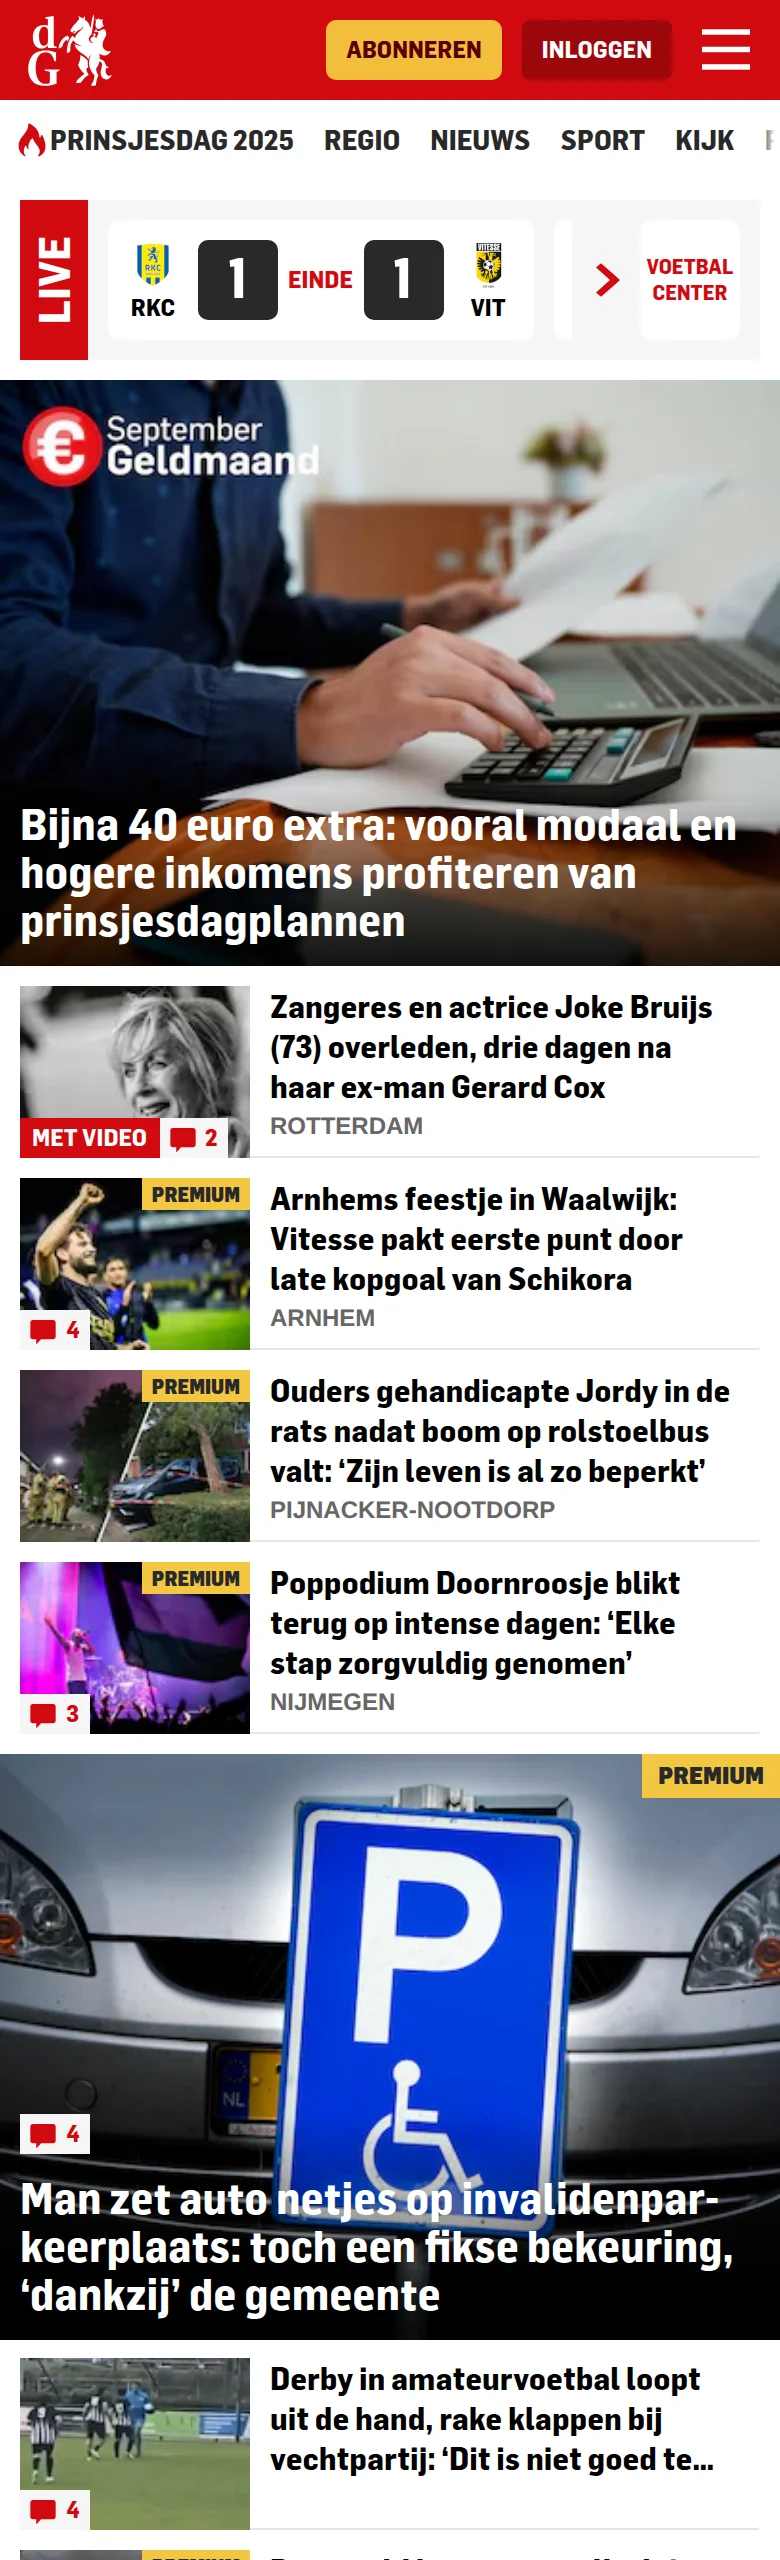 dG
ABONNEREN
INLOGGEN
PRINSJESDAG 2025 REGIO NIEUWS SPORT KIJK
LIVE
RKC
1
EINDE
1
VITESSE
VIT
RKC
VOETBAL
CENTER
€ September
Geldmaand
Bijna 40 euro extra: vooral modaal en
hogere inkomens profiteren van
prinsjesdagplannen
Zangeres en actrice Joke Bruijs
(73) overleden, drie dagen na
haar ex-man Gerard Cox
ROTTERDAM
MET VIDEO
2
PREMIUM
Arnhems feestje in Waalwijk:
Vitesse pakt eerste punt door
late kopgoal van Schikora
ARNHEM
4
PREMIUM
Ouders gehandicapte Jordy in de
rats nadat boom op rolstoelbus
valt: ‘Zijn leven is al zo beperkt’
PIJNACKER-NOOTDORP
PREMIUM
Poppodium Doornroosje blikt
terug op intense dagen: ‘Elke
stap zorgvuldig genomen’
NIJMEGEN
3
PREMIUM
P
NL
4
Man zet auto netjes op invalidenpar-
keerplaats: toch een fikse bekeuring,
‘dankzij’ de gemeente
Derby in amateurvoetbal loopt
uit de hand, rake klappen bij
vechtpartij: ‘Dit is niet goed te...
4